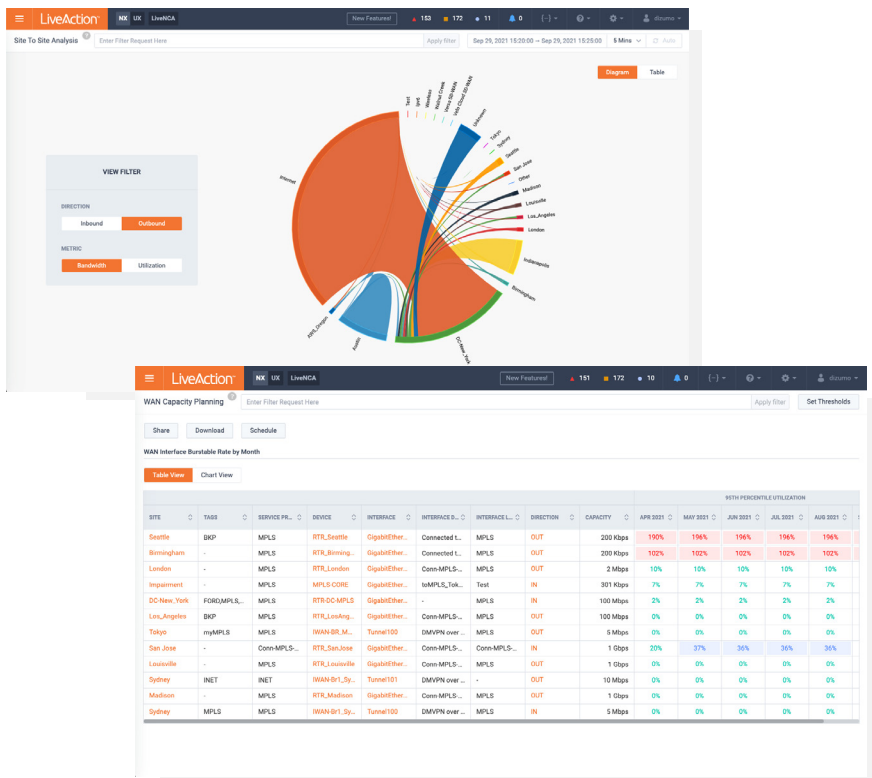 LiveAction NX UX LiveNCA New Features! 153 172 11 0 {--} dizumo
Site To Site Analysis Enter Filter Request Here Apply filter Sep 29, 2021 15:20:00 → Sep 29, 2021 15:25:00 5 Mins Auto
Diagram Table
VIEW FILTER
DIRECTION
Inbound Outbound
METRIC
Bandwidth Utilization
Internet
Test
Ipv6
Walnut Creek
Versa SD-WAN
Velo Cloud SD-WAN
Unknown
Tokyo
Sydney
Seattle
San_Jose
Other
Madison
Louisville
Los_Angeles
London
Indianapolis
Birmingham
DC-New_York
Austin
AWS_Oregon
LiveAction NX UX LiveNCA New Features! 151 172 10 0 {--} dizumo
WAN Capacity Planning Enter Filter Request Here Apply filter Set Thresholds
Share Download Schedule
WAN Interface Burstable Rate by Month
Table View Chart View
95TH PERCENTILE UTILIZATION
SITE TAGS SERVICE PR... DEVICE INTERFACE INTERFACE D... INTERFACE L... DIRECTION CAPACITY APR 2021 MAY 2021 JUN 2021 JUL 2021 AUG 2021
Seattle BKP MPLS RTR_Seattle GigabitEther... Connected t... MPLS OUT 200 Kbps 190% 196% 196% 196% 196%
Birmingham - MPLS RTR_Birming... GigabitEther... Connected t... MPLS OUT 200 Kbps 102% 102% 102% 102% 102%
London - MPLS RTR_London GigabitEther... Conn-MPLS-... MPLS OUT 2 Mbps 10% 10% 10% 10% 10%
Impairment - MPLS MPLS-CORE GigabitEther... toMPLS_Tok... Test IN 301 Kbps 7% 7% 7% 7% 7%
DC-New_York FORD,MPLS,... MPLS RTR-DC-MPLS GigabitEther... - MPLS IN 100 Mbps 2% 2% 2% 2% 2%
Los_Angeles BKP MPLS RTR_LosAng... GigabitEther... Conn-MPLS-... MPLS OUT 100 Mbps 0% 0% 0% 0% 0%
Tokyo myMPLS MPLS IWAN-BR_M... Tunnel100 DMVPN over ... MPLS OUT 5 Mbps 0% 0% 0% 0% 0%
San Jose - Conn-MPLS-... RTR_SanJose GigabitEther... Conn-MPLS-... Conn-MPLS-... IN 1 Gbps 20% 37% 36% 36% 36%
Louisville - MPLS RTR_Louisville GigabitEther... Conn-MPLS-... MPLS OUT 1 Gbps 0% 0% 0% 0% 0%
Sydney INET INET IWAN-Br1_Sy... Tunnel101 DMVPN over ... - OUT 10 Mbps 0% 0% 0% 0% 0%
Madison - MPLS RTR_Madison GigabitEther... Conn-MPLS-... MPLS OUT 1 Gbps 0% 0% 0% 0% 0%
Sydney MPLS MPLS IWAN-Br1_Sy... Tunnel100 DMVPN over ... MPLS IN 5 Mbps 0% 0% 0% 0% 0%